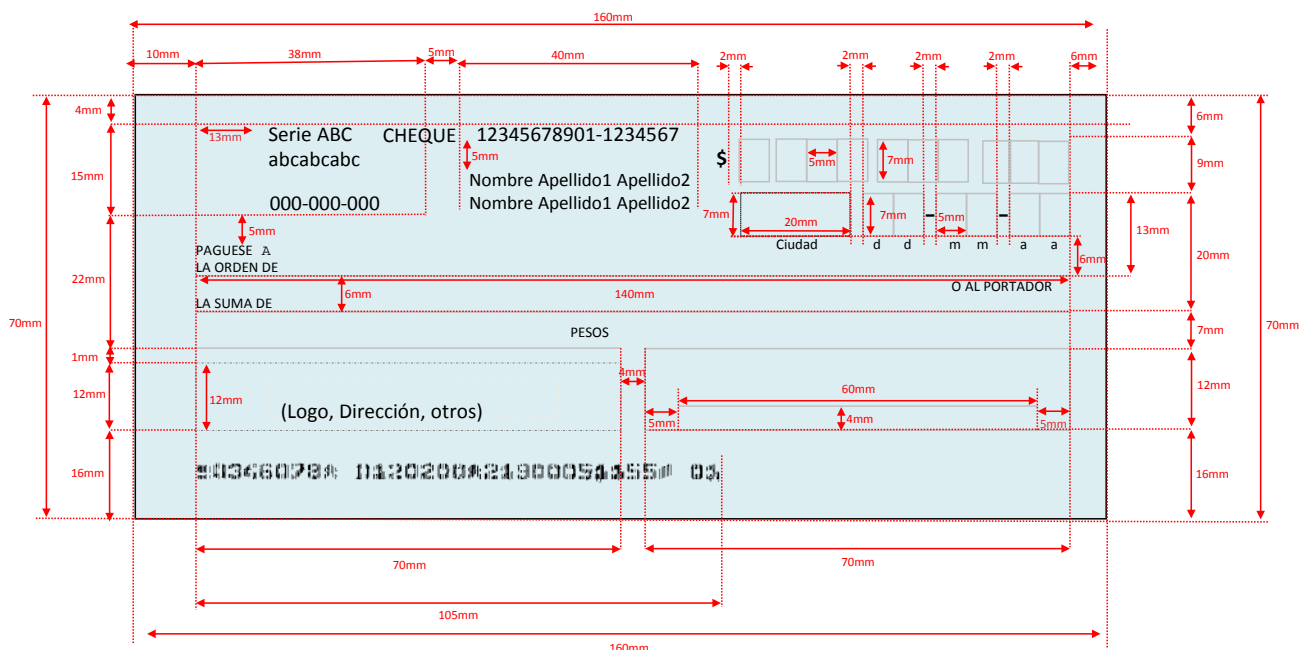 160mm
10mm 38mm 5mm 40mm 2mm 2mm 2mm 2mm 6mm
4mm 6mm
13mm Serie ABC CHEQUE 12345678901-1234567
abcabcabc 5mm $ 5mm 7mm 9mm
15mm Nombre Apellido1 Apellido2
000-000-000 Nombre Apellido1 Apellido2 7mm 20mm 7mm - 5mm - 13mm
5mm Ciudad d d m m a a
PAGUESE A 6mm 20mm
LA ORDEN DE
22mm 6mm 140mm O AL PORTADOR
LA SUMA DE
70mm 70mm
PESOS 7mm
1mm
4mm
12mm 12mm 60mm 12mm
(Logo, Dirección, otros) 5mm 4mm 5mm
16mm 16mm
70mm 70mm
105mm
160mm